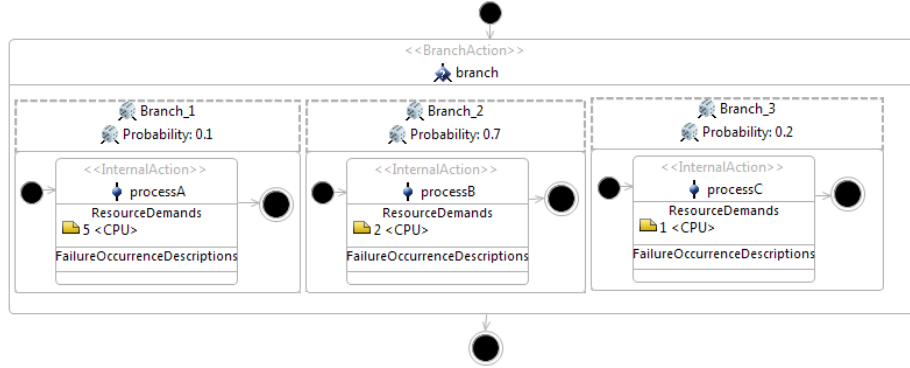 <<BranchAction>>
branch
Branch_1
Probability: 0.1
<<InternalAction>>
processA
ResourceDemands
5 <CPU>
FailureOccurrenceDescriptions
Branch_2
Probability: 0.7
<<InternalAction>>
processB
ResourceDemands
2 <CPU>
FailureOccurrenceDescriptions
Branch_3
Probability: 0.2
<<InternalAction>>
processC
ResourceDemands
1 <CPU>
FailureOccurrenceDescriptions